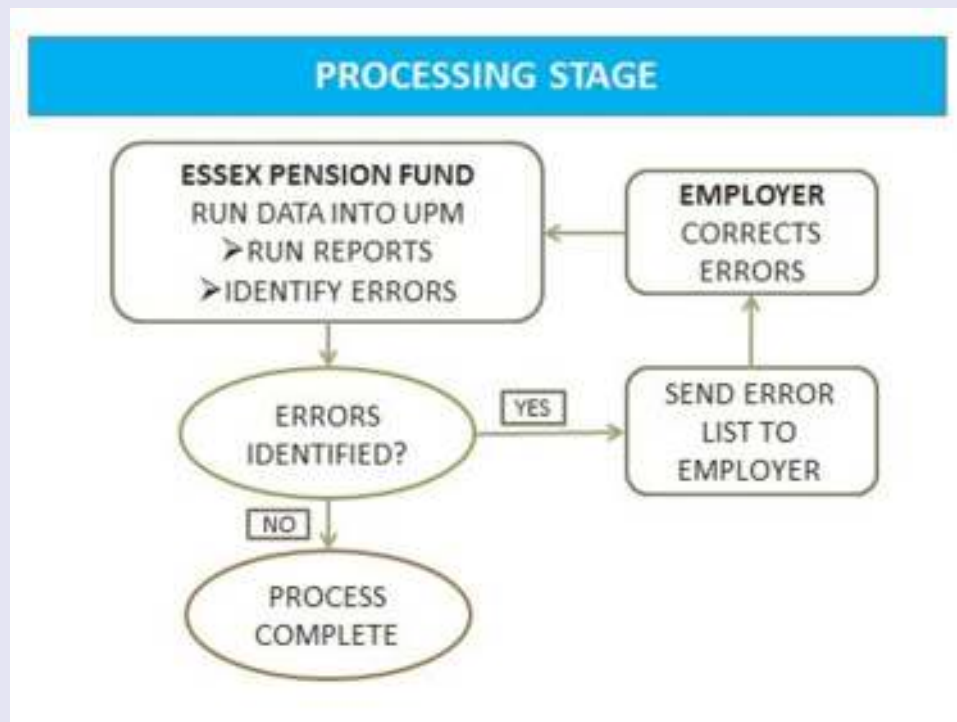 PROCESSING STAGE
ESSEX PENSION FUND
RUN DATA INTO UPM
➤RUN REPORTS
➤IDENTIFY ERRORS
EMPLOYER
CORRECTS
ERRORS
ERRORS
IDENTIFIED?
YES
SEND ERROR
LIST TO
EMPLOYER
NO
PROCESS
COMPLETE